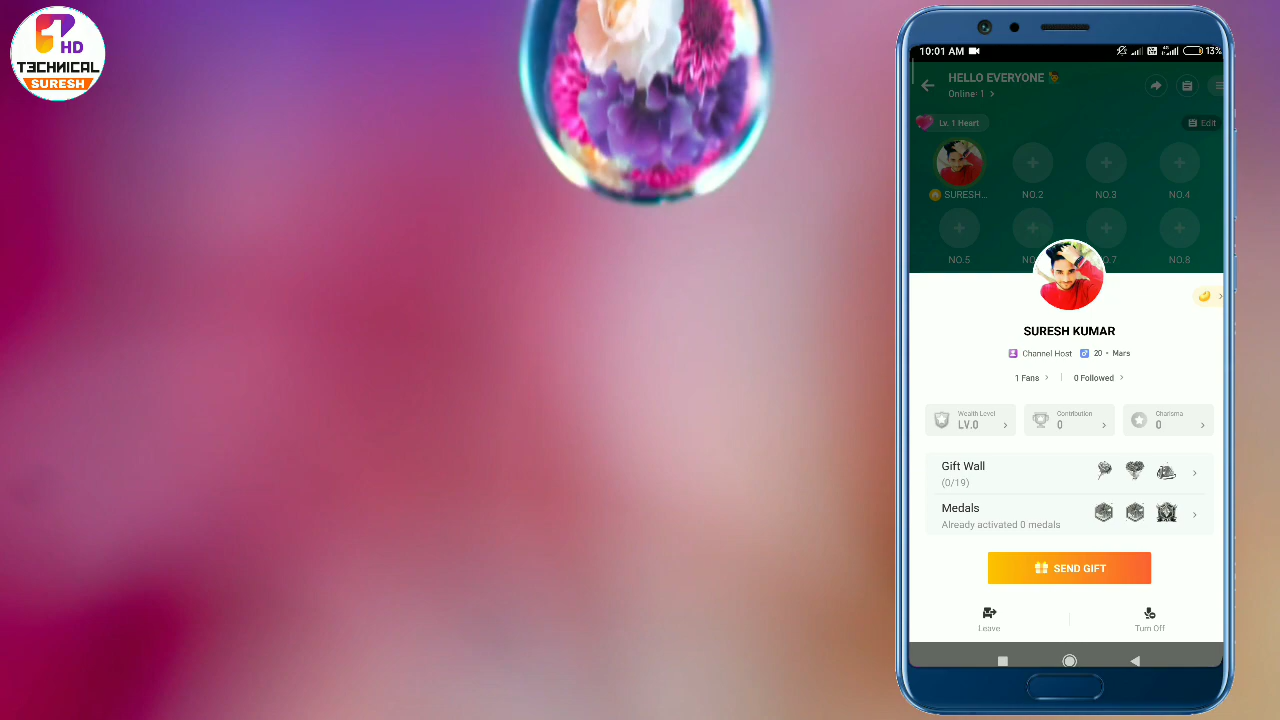 HD
TECHNICAL
SURESH
10:01 AM
13%
HELLO EVERYONE
Online: 1
Lv. 1 Heart
Edit
SURESH...
NO.2
NO.3
NO.4
NO.5
NO.7
NO.8
SURESH KUMAR
Channel Host 20 • Mars
1 Fans
0 Followed
Wealth Level
LV.0
Contribution
0
Charisma
0
Gift Wall
(0/19)
Medals
Already activated 0 medals
SEND GIFT
Leave
Turn Off